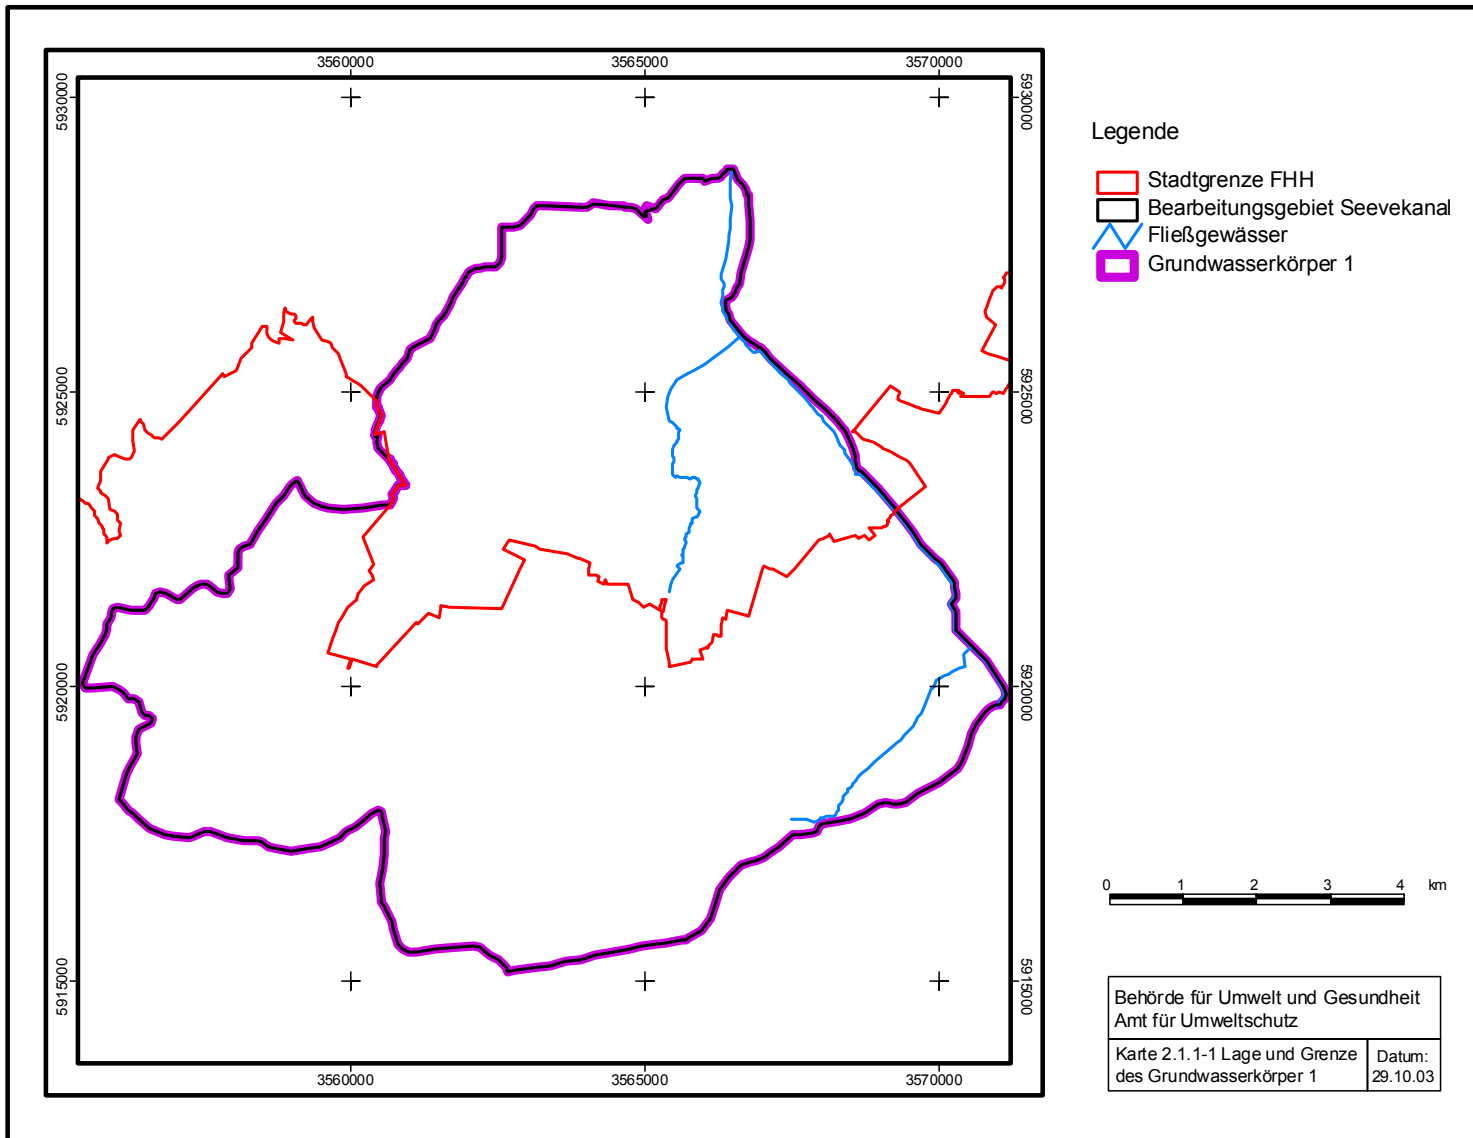 3560000 3565000 3570000
5930000 5930000
5925000 5925000
5920000 5920000
5915000 5915000
3560000 3565000 3570000
Legende
Stadtgrenze FHH
Bearbeitungsgebiet Seevekanal
Fließgewässer
Grundwasserkörper 1
0 1 2 3 4 km
Behörde für Umwelt und Gesundheit
Amt für Umweltschutz
Karte 2.1.1-1 Lage und Grenze
des Grundwasserkörper 1
Datum:
29.10.03